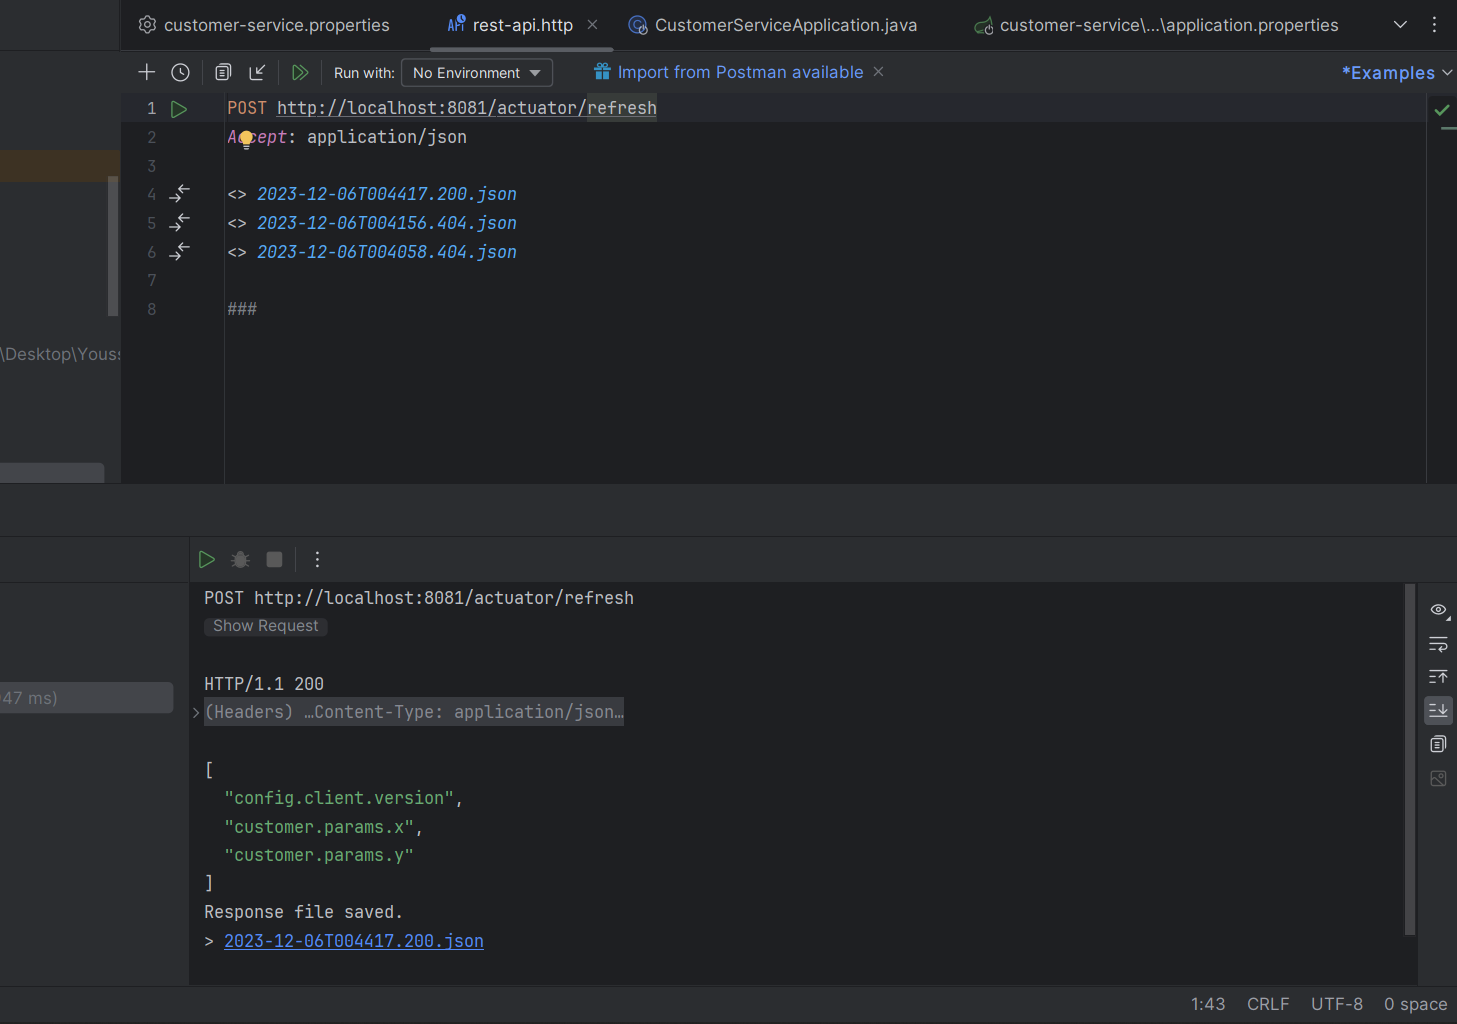 customer-service.properties
rest-api.http
CustomerServiceApplication.java
customer-service\...\application.properties
Run with:
No Environment
Import from Postman available
*Examples
1 POST http://localhost:8081/actuator/refresh
2 Accept: application/json
3
4 <> 2023-12-06T004417.200.json
5 <> 2023-12-06T004156.404.json
6 <> 2023-12-06T004058.404.json
7
8 ###
\Desktop\Youss
POST http://localhost:8081/actuator/refresh
Show Request
HTTP/1.1 200
47 ms)
(Headers) …Content-Type: application/json…
[
"config.client.version",
"customer.params.x",
"customer.params.y"
]
Response file saved.
> 2023-12-06T004417.200.json
1:43 CRLF UTF-8 0 space